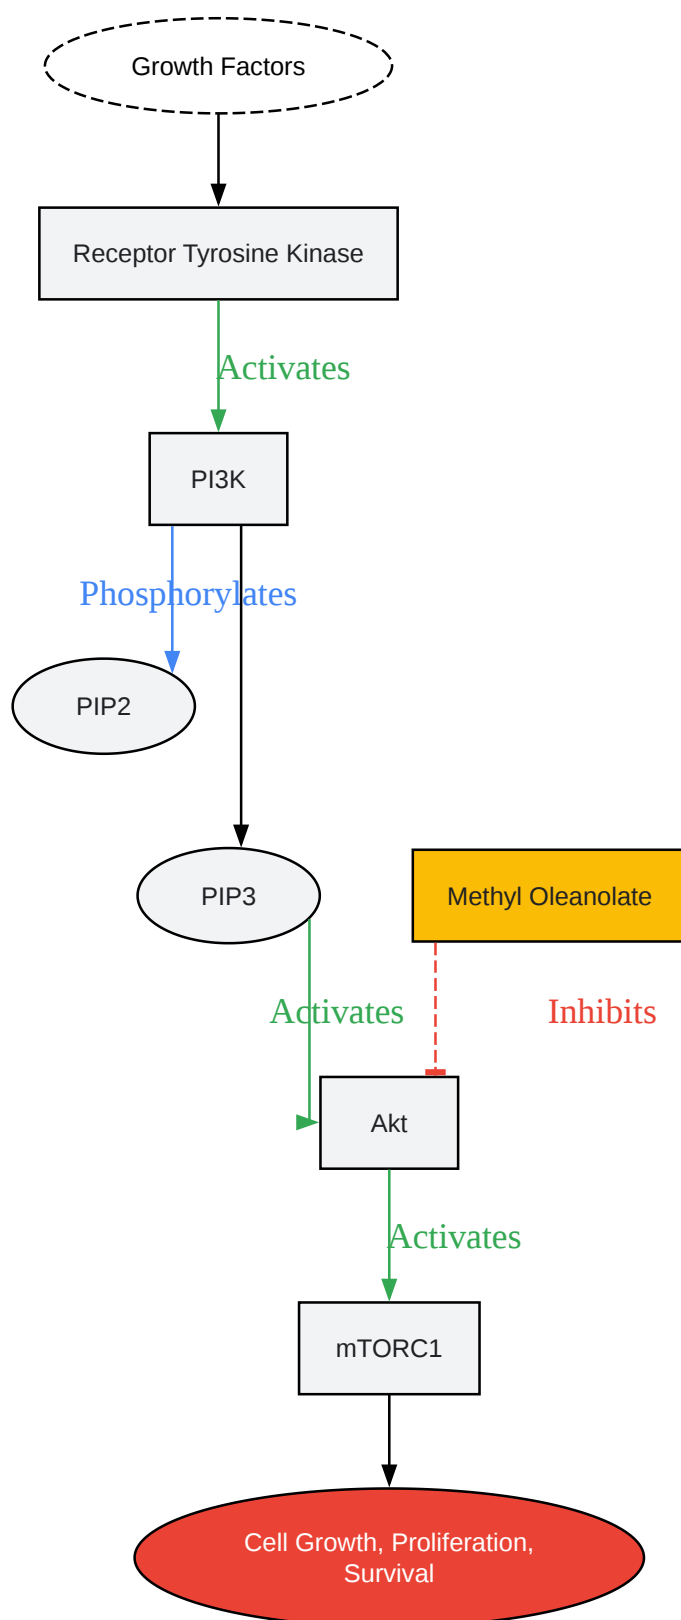 Growth Factors
Receptor Tyrosine Kinase
Activates
PI3K
Phosphorylates
PIP2
PIP3
Methyl Oleanolate
Activates
Inhibits
Akt
Activates
mTORC1
Cell Growth, Proliferation,
Survival